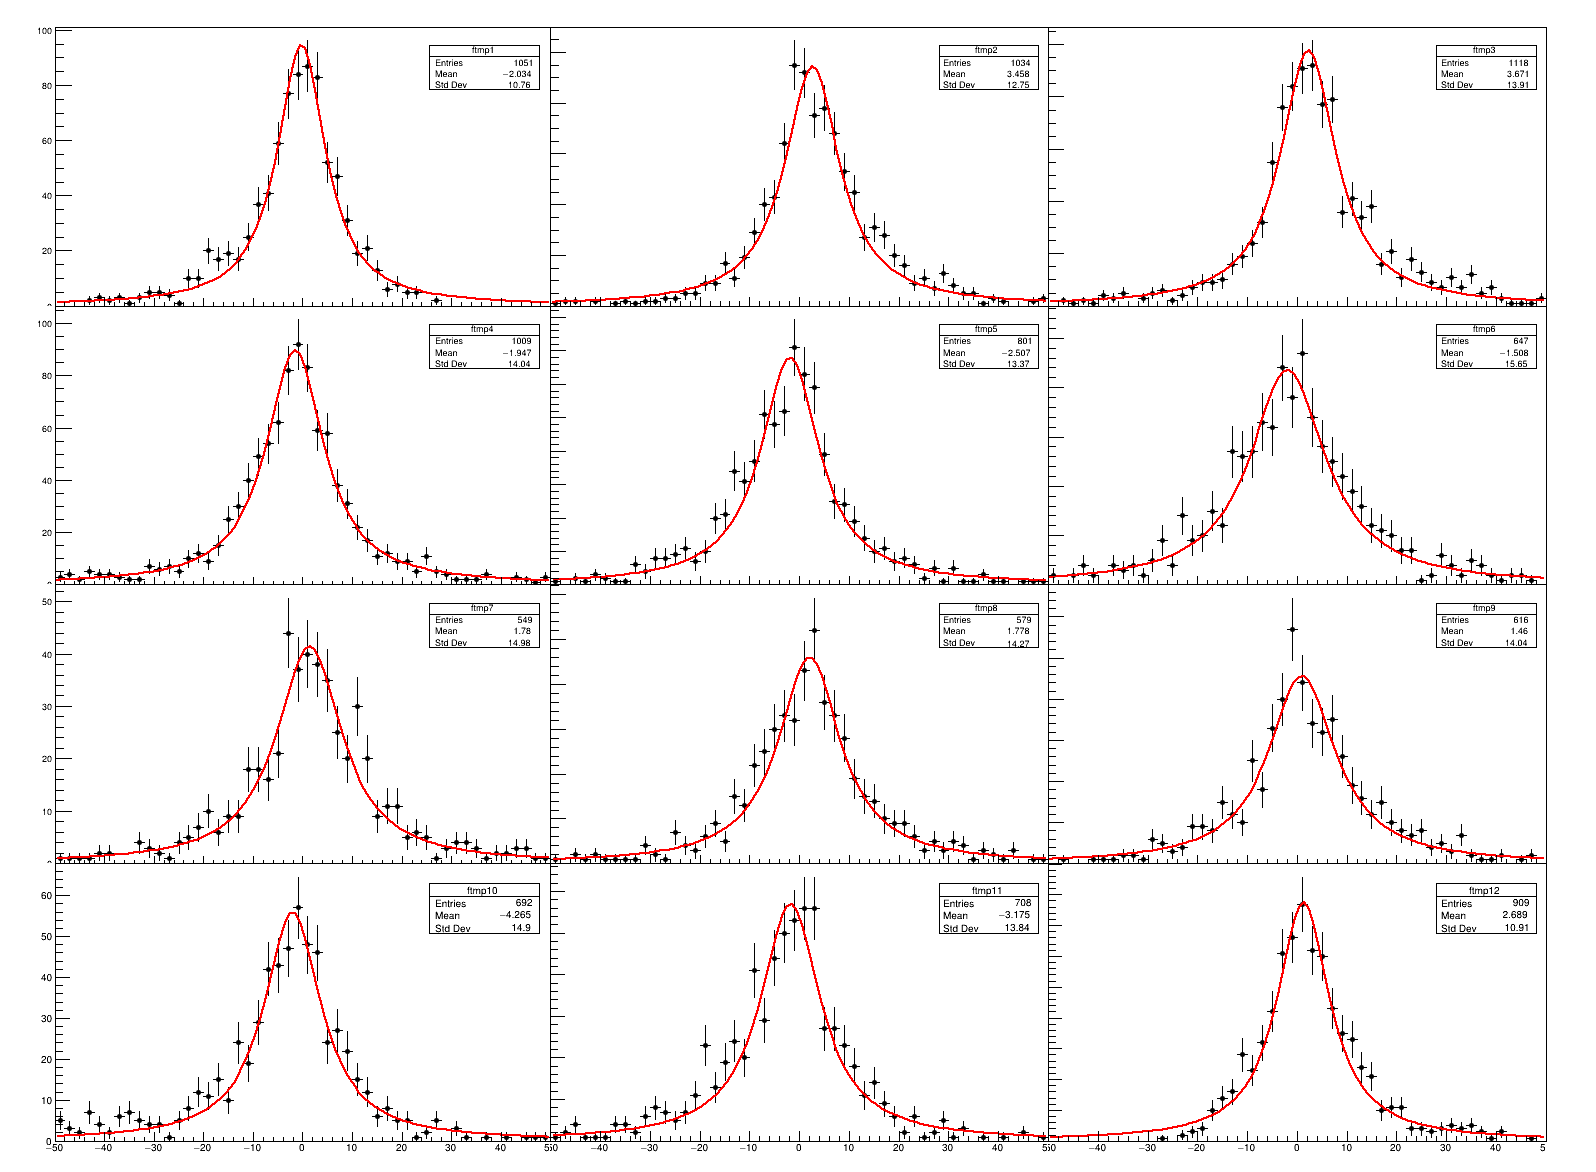 100
80
60
40
20
0
ftmp1
Entries 1051
Mean −2.034
Std Dev 10.76
ftmp2
Entries 1034
Mean 3.458
Std Dev 12.75
ftmp3
Entries 1118
Mean 3.671
Std Dev 13.91
100
80
60
40
20
ftmp4
Entries 1009
Mean −1.947
Std Dev 14.04
ftmp5
Entries 801
Mean −2.507
Std Dev 13.37
ftmp6
Entries 647
Mean −1.508
Std Dev 15.65
50
40
30
20
10
ftmp7
Entries 549
Mean 1.78
Std Dev 14.98
ftmp8
Entries 579
Mean 1.778
Std Dev 14.27
ftmp9
Entries 616
Mean 1.46
Std Dev 14.04
60
50
40
30
20
10
0
ftmp10
Entries 692
Mean −4.265
Std Dev 14.9
ftmp11
Entries 708
Mean −3.175
Std Dev 13.84
ftmp12
Entries 909
Mean 2.689
Std Dev 10.91
−50 −40 −30 −20 −10 0 10 20 30 40 50 −40 −30 −20 −10 0 10 20 30 40 50 −40 −30 −20 −10 0 10 20 30 40 5